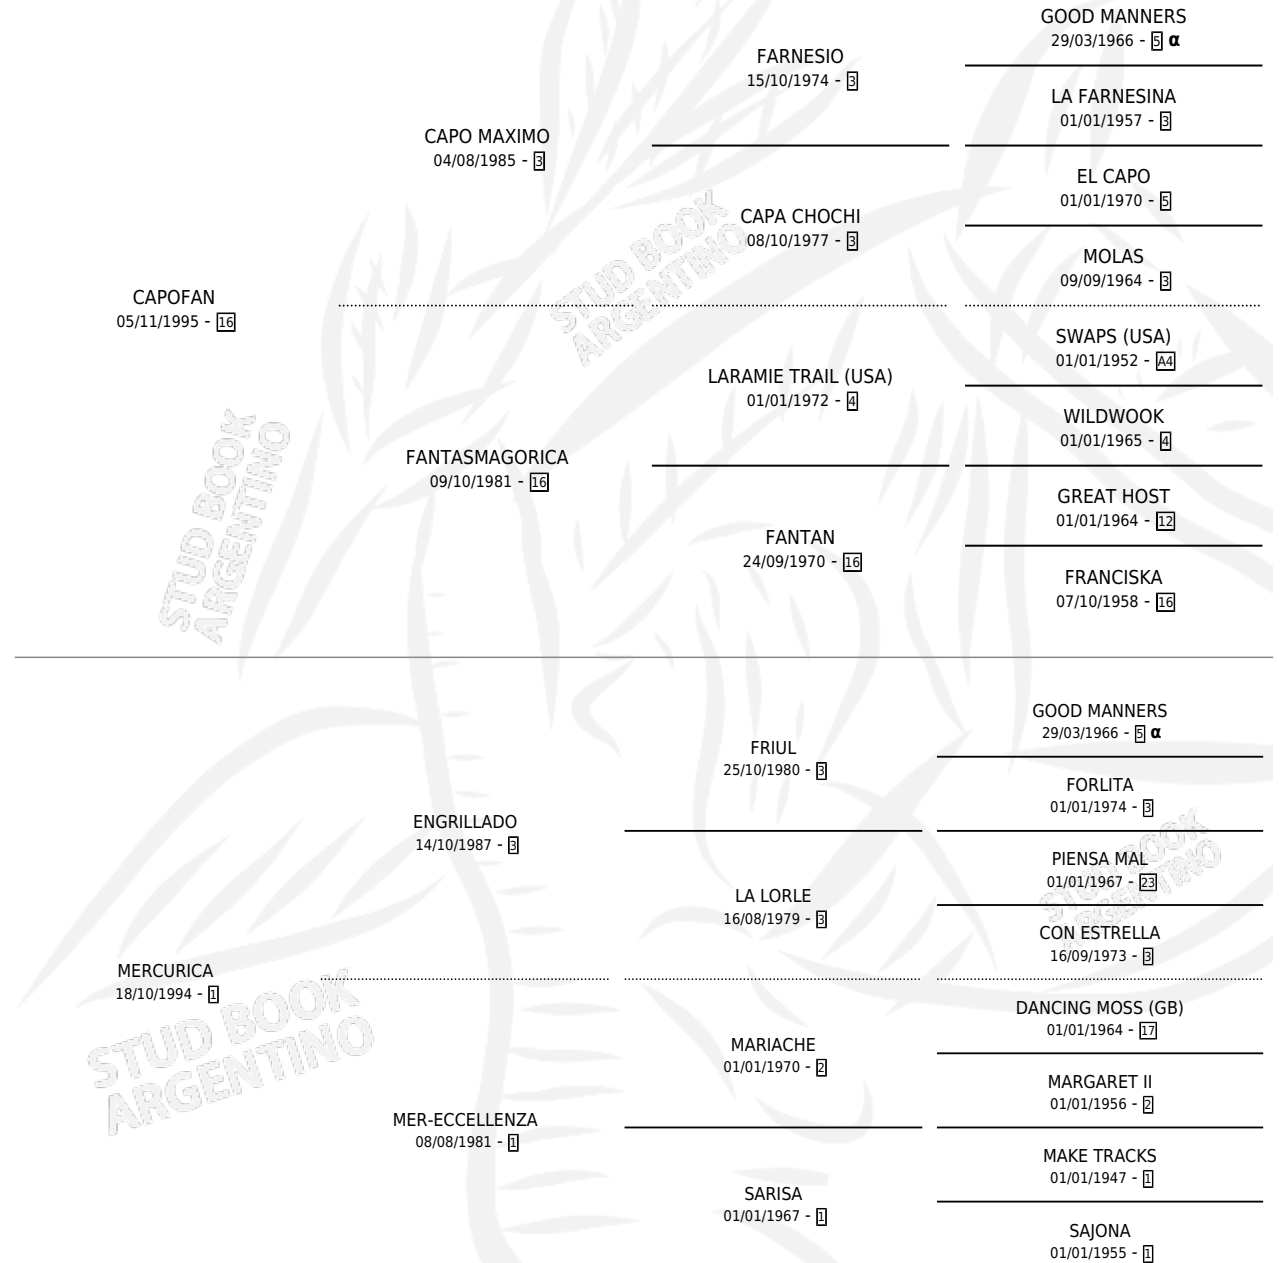 GOOD MANNERS
29/03/1966 - 5 α
FARNESIO
15/10/1974 - 3
LA FARNESINA
01/01/1957 - 3
CAPO MAXIMO
04/08/1985 - 3
EL CAPO
01/01/1970 - 5
CAPA CHOCHI
08/10/1977 - 3
MOLAS
09/09/1964 - 3
STUD BOOK
ARGENTINO
CAPOFAN
05/11/1995 - 16
SWAPS (USA)
01/01/1952 - A4
LARAMIE TRAIL (USA)
01/01/1972 - 4
WILDWOOK
01/01/1965 - 4
FANTASMAGORICA
09/10/1981 - 16
GREAT HOST
01/01/1964 - 12
FANTAN
24/09/1970 - 16
FRANCISKA
07/10/1958 - 16
STUD BOOK
ARGENTINO
GOOD MANNERS
29/03/1966 - 5 α
FRIUL
25/10/1980 - 3
FORLITA
01/01/1974 - 3
ENGRILLADO
14/10/1987 - 3
PIENSA MAL
01/01/1967 - 23
LA LORLE
16/08/1979 - 3
CON ESTRELLA
16/09/1973 - 3
STUD BOOK
ARGENTINO
MERCURICA
18/10/1994 - 1
DANCING MOSS (GB)
01/01/1964 - 17
MARIACHE
01/01/1970 - 2
MARGARET II
01/01/1956 - 2
MER-ECCELLENZA
08/08/1981 - 1
MAKE TRACKS
01/01/1947 - 1
SARISA
01/01/1967 - 1
SAJONA
01/01/1955 - 1
STUD BOOK
ARGENTINO